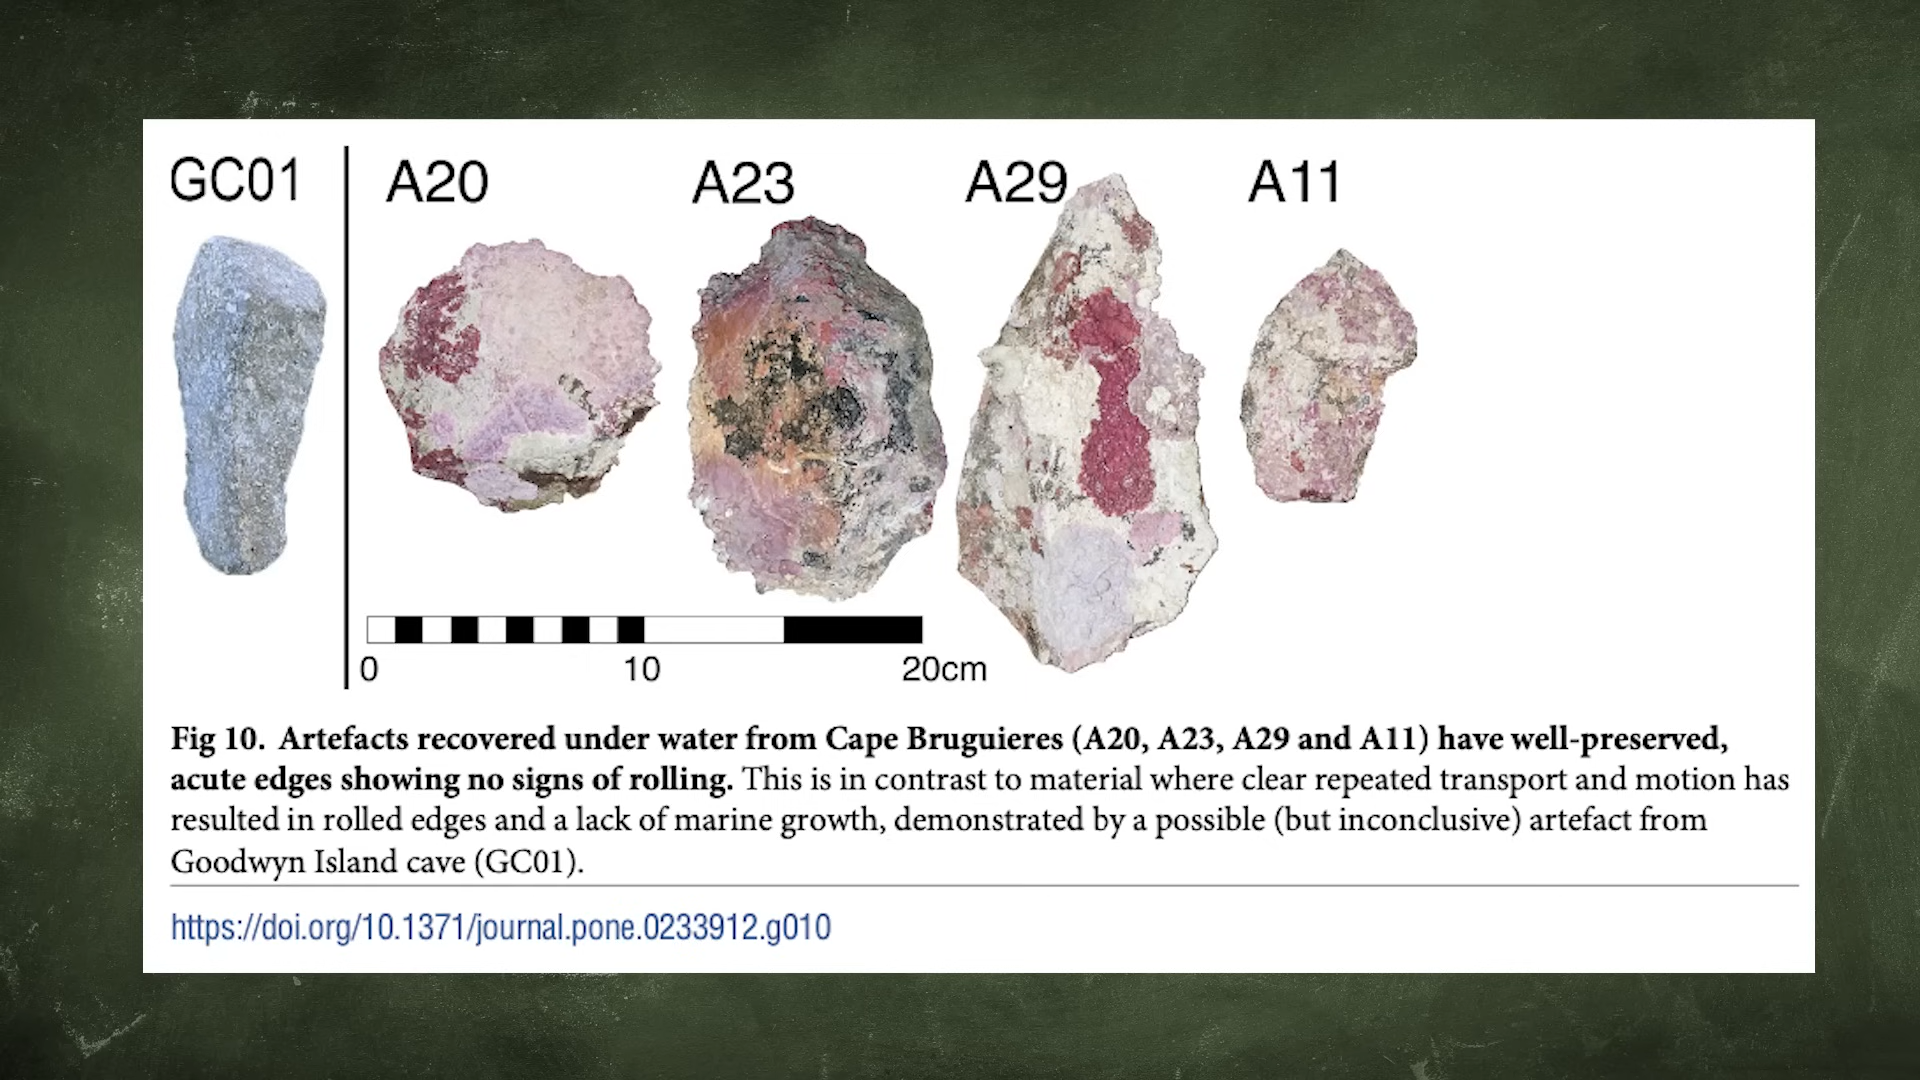 GC01 A20 A23 A29 A11
0 10 20cm
Fig 10. Artefacts recovered under water from Cape Bruguieres (A20, A23, A29 and A11) have well-preserved,
acute edges showing no signs of rolling. This is in contrast to material where clear repeated transport and motion has
resulted in rolled edges and a lack of marine growth, demonstrated by a possible (but inconclusive) artefact from
Goodwyn Island cave (GC01).
https://doi.org/10.1371/journal.pone.0233912.g010